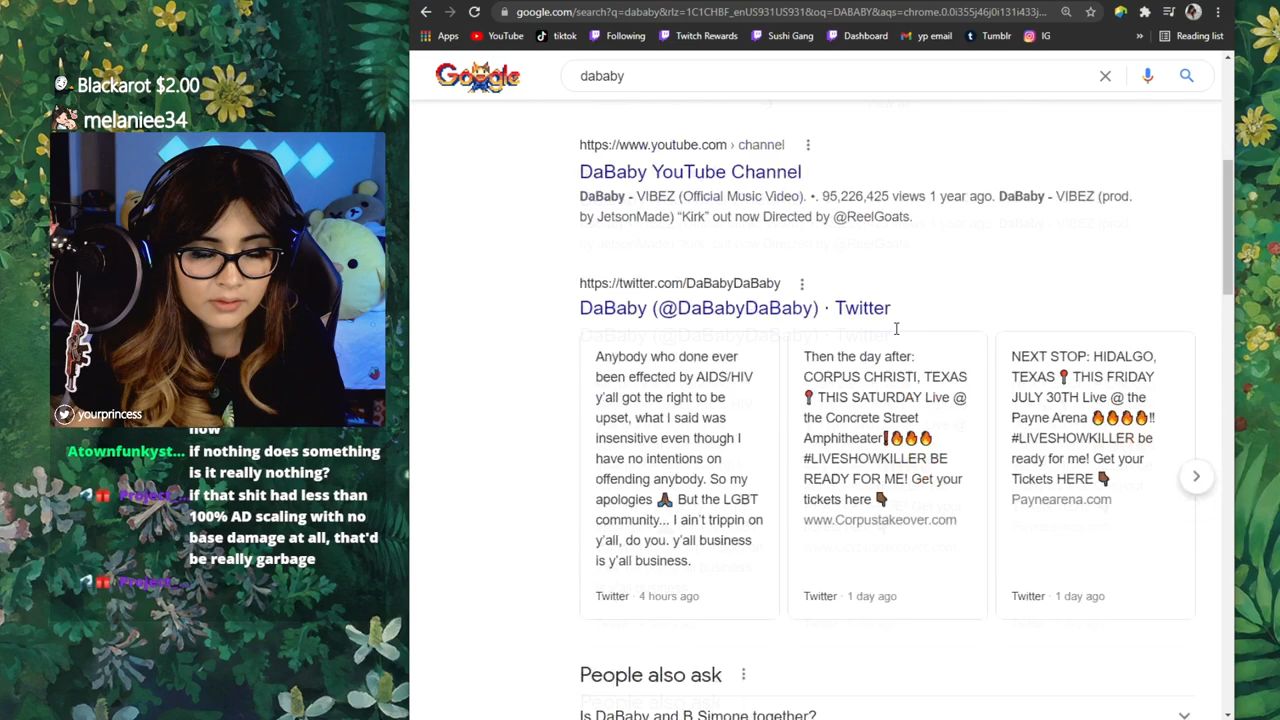 Blackarot $2.00
melaniee34
yourprincess
now
Atownfunkyst... if nothing does something
is it really nothing?
Project_... if that shit had less than
100% AD scaling with no
base damage at all, that'd
be really garbage
Project_...
google.com/search?q=dababy&rlz=1C1CHBF_enUS931US931&oq=DABABY&aqs=chrome.0.0i355j46j0i131i433j...
Apps YouTube tiktok Following Twitch Rewards Sushi Gang Dashboard yp email Tumblr IG » Reading list
Google dababy
https://www.youtube.com › channel
DaBaby YouTube Channel
DaBaby - VIBEZ (Official Music Video). •. 95,226,425 views 1 year ago. DaBaby - VIBEZ (prod.
by JetsonMade) “Kirk” out now Directed by @ReelGoats.
https://twitter.com/DaBabyDaBaby
DaBaby (@DaBabyDaBaby) · Twitter
Anybody who done ever
been effected by AIDS/HIV
y'all got the right to be
upset, what I said was
insensitive even though I
have no intentions on
offending anybody. So my
apologies 🙏🏾 But the LGBT
community... I ain't trippin on
y'all, do you. y'all business
is y'all business.
Twitter · 4 hours ago
Then the day after:
CORPUS CHRISTI, TEXAS
📍 THIS SATURDAY Live @
the Concrete Street
Amphitheater❗🔥🔥🔥
#LIVESHOWKILLER BE
READY FOR ME! Get your
tickets here 👇🏿
www.Corpustakeover.com
Twitter · 1 day ago
NEXT STOP: HIDALGO,
TEXAS 📍 THIS FRIDAY
JULY 30TH Live @ the
Payne Arena 🔥🔥🔥🔥‼
#LIVESHOWKILLER be
ready for me! Get your
Tickets HERE 👇🏿
Paynearena.com
Twitter · 1 day ago
People also ask
Is DaBaby and B Simone together?